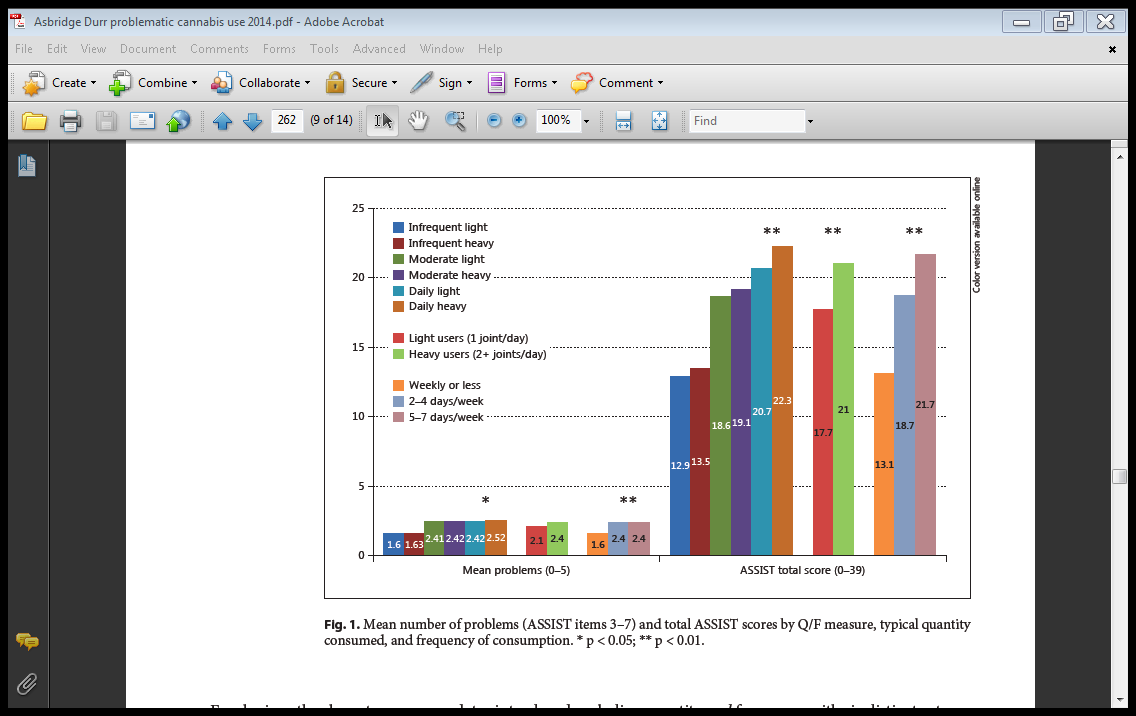 Asbridge Durr problematic cannabis use 2014.pdf - Adobe Acrobat
File Edit View Document Comments Forms Tools Advanced Window Help
Create Combine Collaborate Secure Sign Forms Comment
262 (9 of 14) 100% Find
Color version available online
25
20
15
10
5
0
Infrequent light
Infrequent heavy
Moderate light
Moderate heavy
Daily light
Daily heavy
Light users (1 joint/day)
Heavy users (2+ joints/day)
Weekly or less
2–4 days/week
5–7 days/week
* **
1.6 1.63 2.41 2.42 2.42 2.52 2.1 2.4 1.6 2.4 2.4
** ** **
12.9 13.5 18.6 19.1 20.7 22.3 17.7 21 13.1 18.7 21.7
Mean problems (0–5) ASSIST total score (0–39)
Fig. 1. Mean number of problems (ASSIST items 3–7) and total ASSIST scores by Q/F measure, typical quantity
consumed, and frequency of consumption. * p < 0.05; ** p < 0.01.